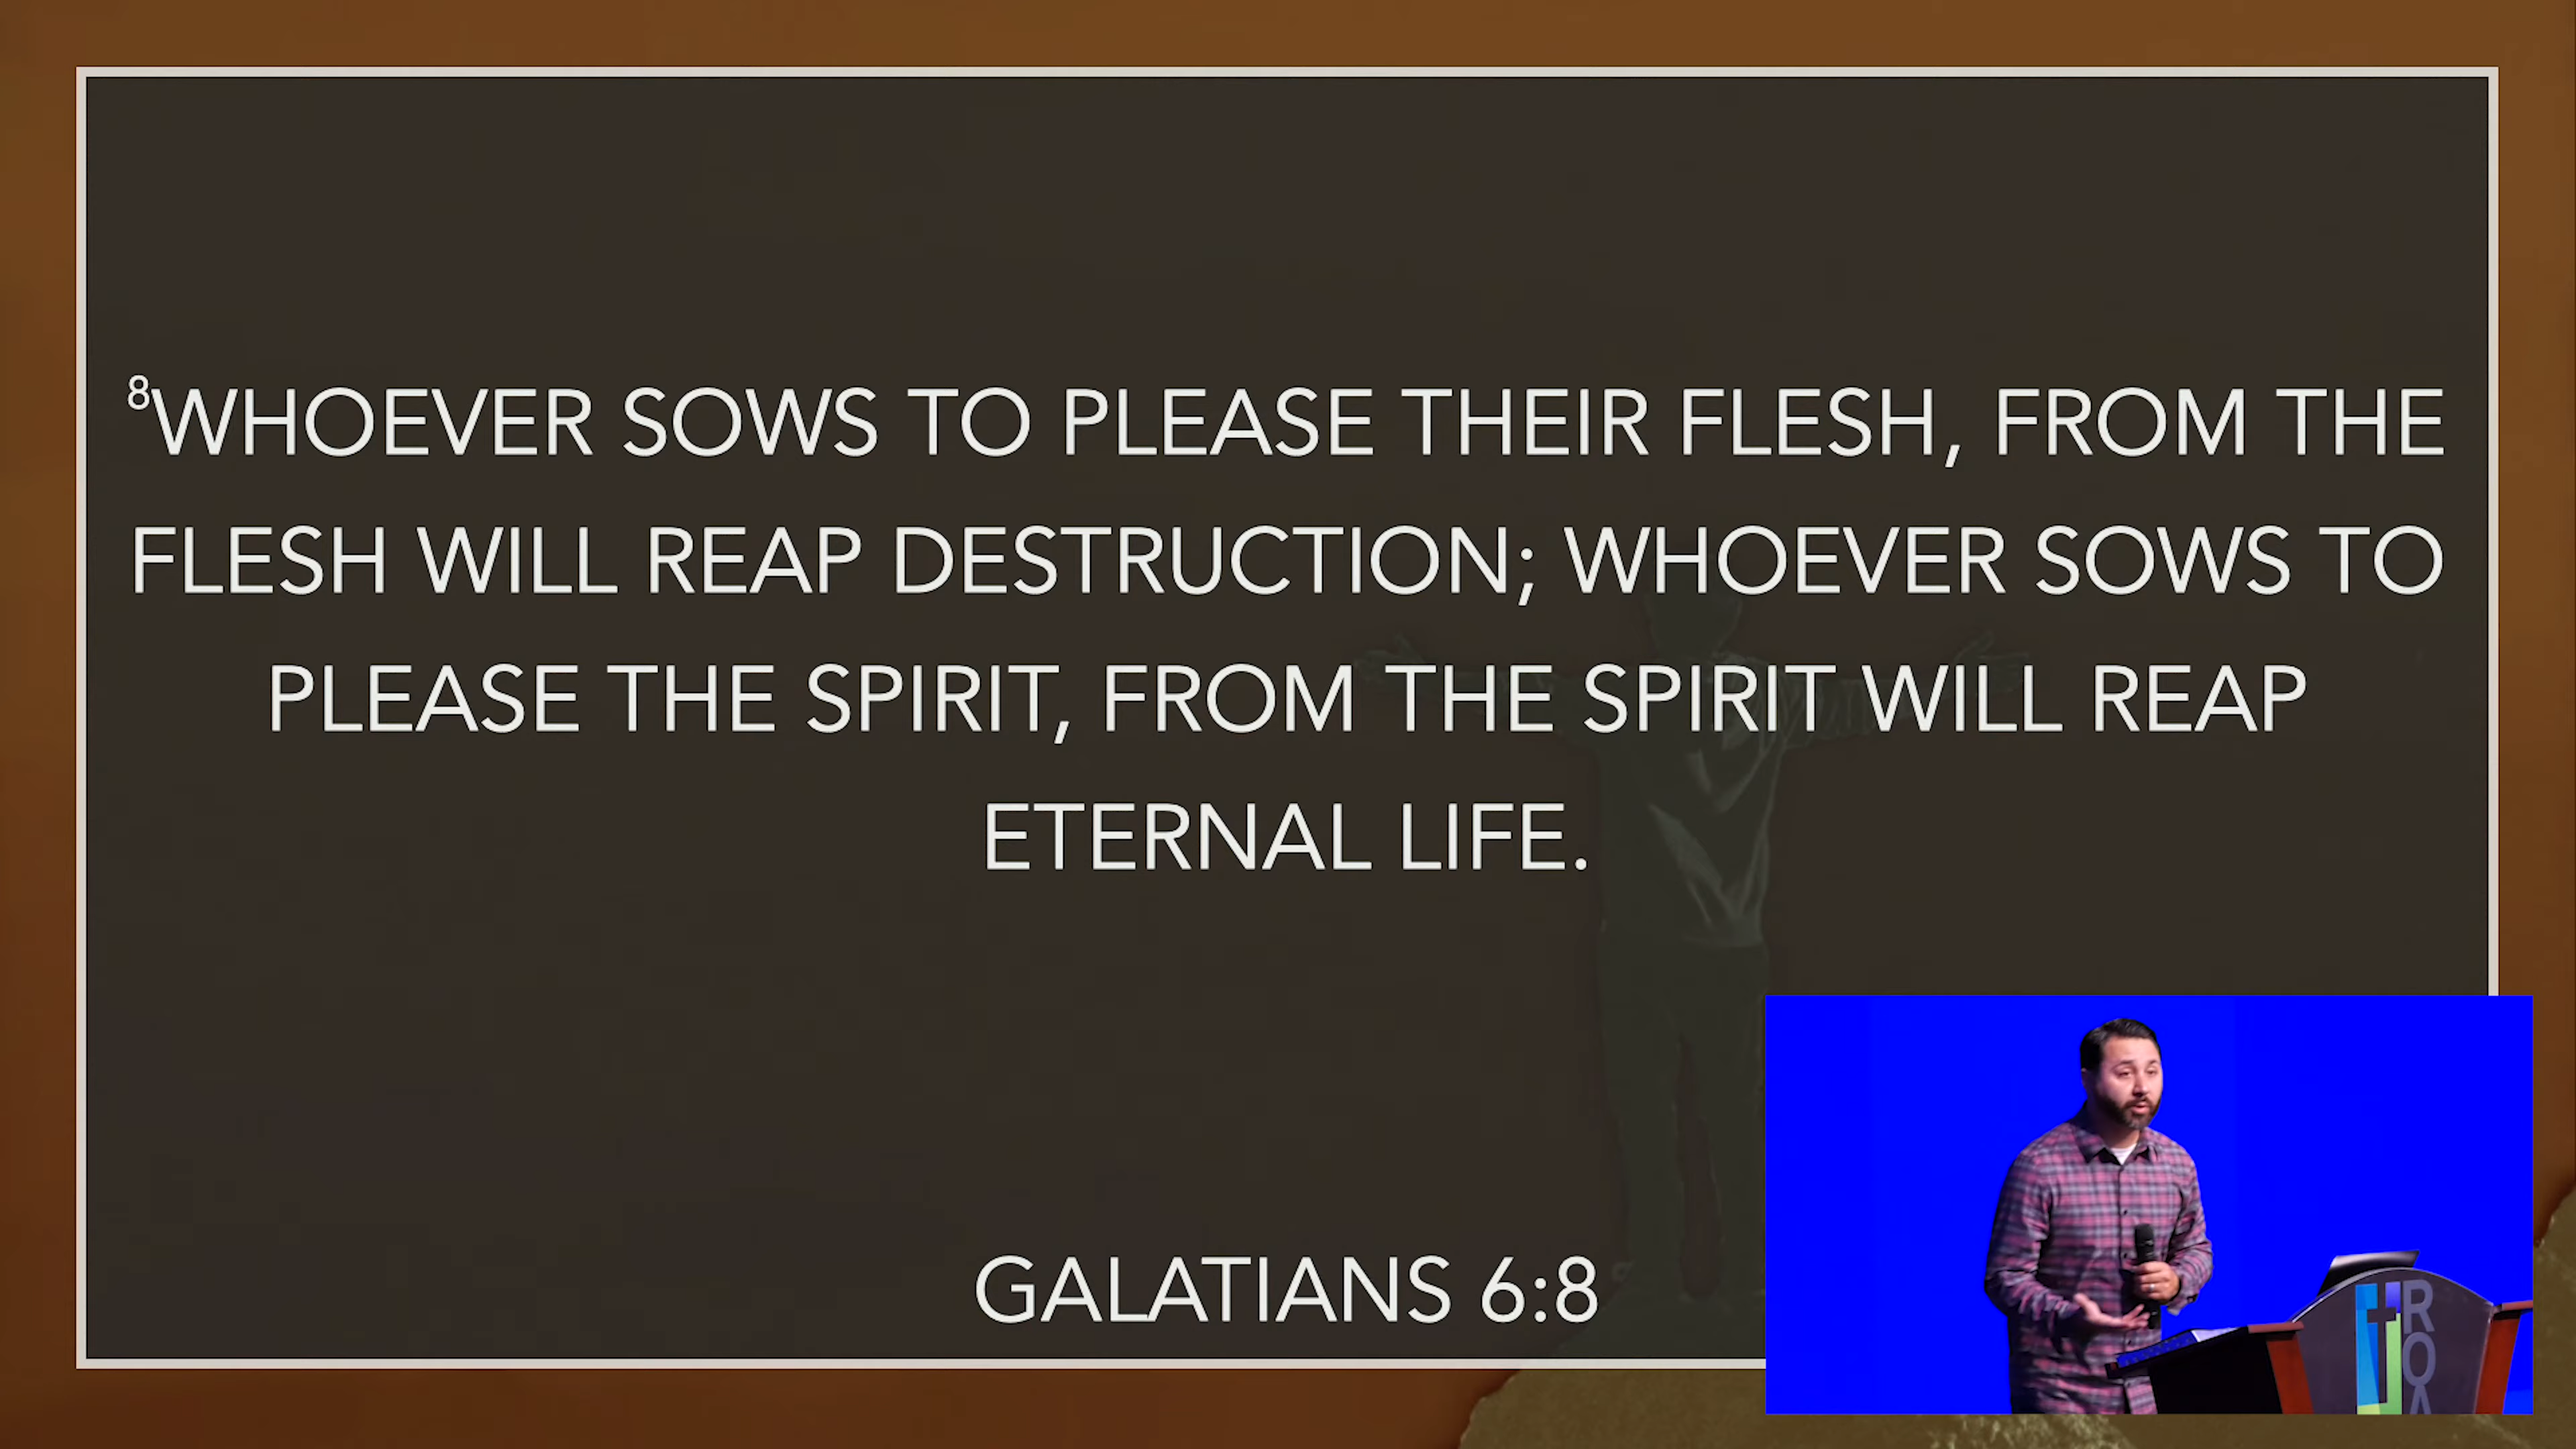 ⁸WHOEVER SOWS TO PLEASE THEIR FLESH, FROM THE
FLESH WILL REAP DESTRUCTION; WHOEVER SOWS TO
PLEASE THE SPIRIT, FROM THE SPIRIT WILL REAP
ETERNAL LIFE.
GALATIANS 6:8
ROA